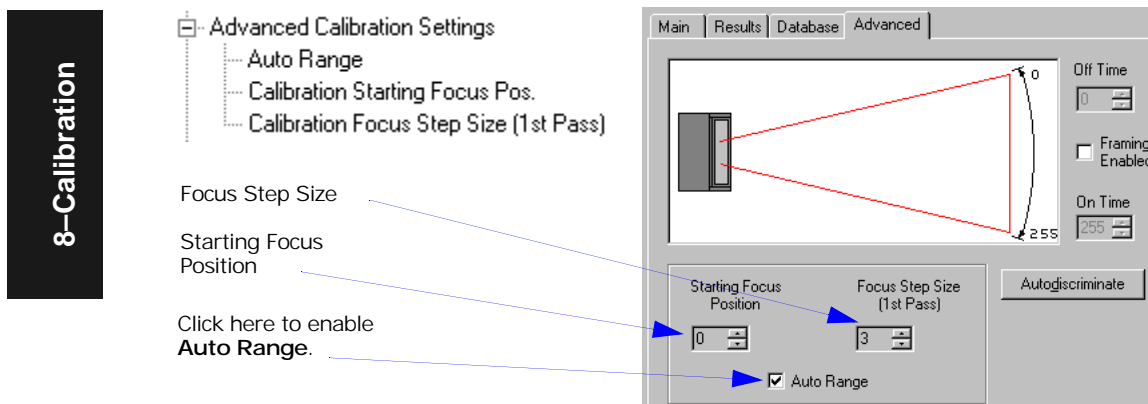 8–Calibration
Advanced Calibration Settings
Auto Range
Calibration Starting Focus Pos.
Calibration Focus Step Size (1st Pass)
Focus Step Size
Starting Focus
Position
Click here to enable
Auto Range.
Main Results Database Advanced
0
255
Off Time
0
Framing
Enabled
On Time
255
Starting Focus
Position
0
Focus Step Size
(1st Pass)
3
Auto Range
Autodiscriminate